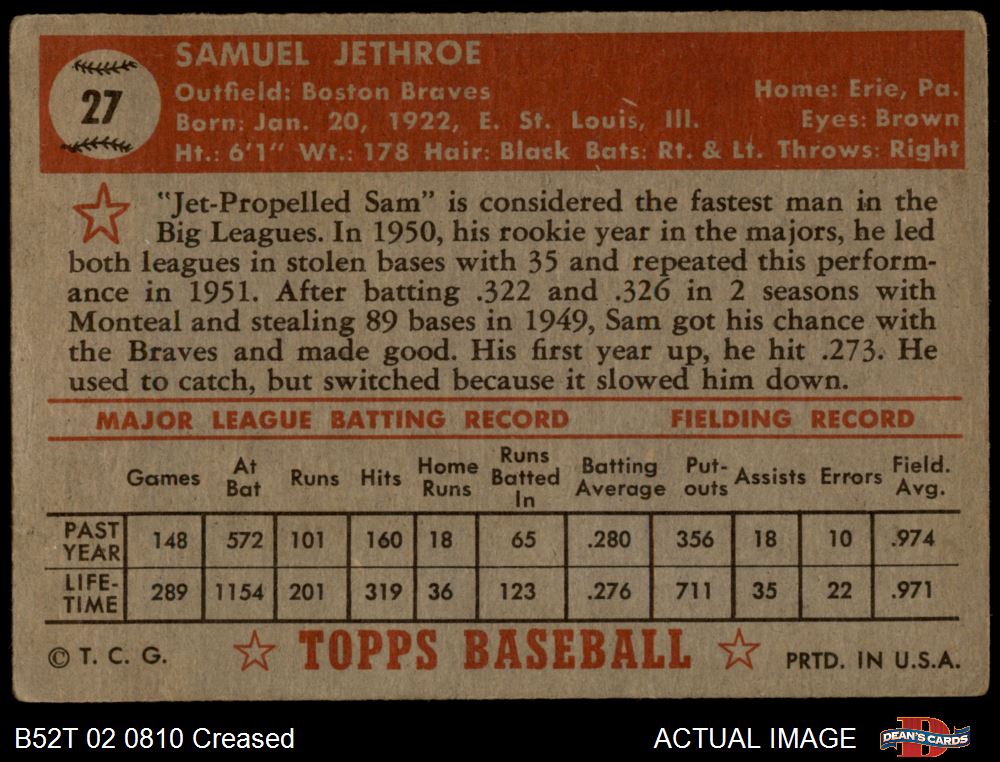 SAMUEL JETHROE
27
Outfield: Boston Braves Home: Erie, Pa.
Born: Jan. 20, 1922, E. St. Louis, Ill. Eyes: Brown
Ht.: 6'1" Wt.: 178 Hair: Black Bats: Rt. & Lt. Throws: Right
"Jet-Propelled Sam" is considered the fastest man in the
Big Leagues. In 1950, his rookie year in the majors, he led
both leagues in stolen bases with 35 and repeated this perform-
ance in 1951. After batting .322 and .326 in 2 seasons with
Monteal and stealing 89 bases in 1949, Sam got his chance with
the Braves and made good. His first year up, he hit .273. He
used to catch, but switched because it slowed him down.
MAJOR LEAGUE BATTING RECORD FIELDING RECORD
Games At Bat Runs Hits Home Runs Runs Batted In Batting Average Put-outs Assists Errors Field. Avg.
PAST YEAR 148 572 101 160 18 65 .280 356 18 10 .974
LIFE-TIME 289 1154 201 319 36 123 .276 711 35 22 .971
© T. C. G. TOPPS BASEBALL PRTD. IN U.S.A.
B52T 02 0810 Creased ACTUAL IMAGE DEAN'S CARDS